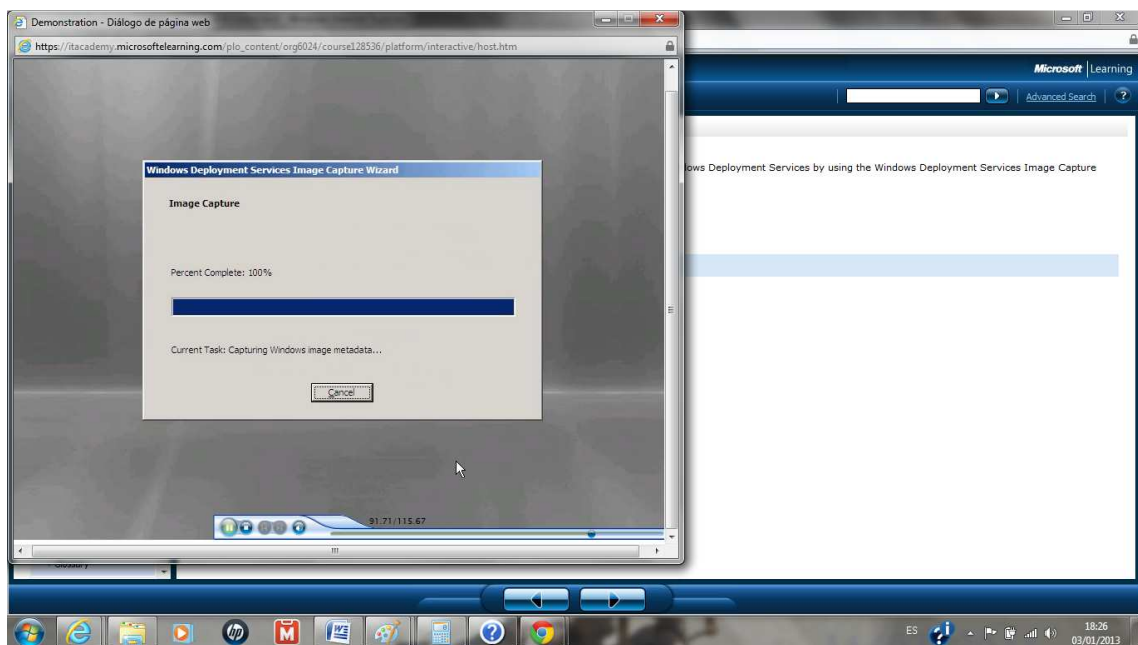 Demonstration - Diálogo de página web
https://itacademy.microsoftelearning.com/plo_content/org6024/course128536/platform/interactive/host.htm
Microsoft | Learning
Advanced Search
?
ows Deployment Services by using the Windows Deployment Services Image Capture
Windows Deployment Services Image Capture Wizard
Image Capture
Percent Complete: 100%
Current Task: Capturing Windows image metadata...
Cancel
91.71/115.67
Glossary
hp
M
W
?
ES
18:26
03/01/2013